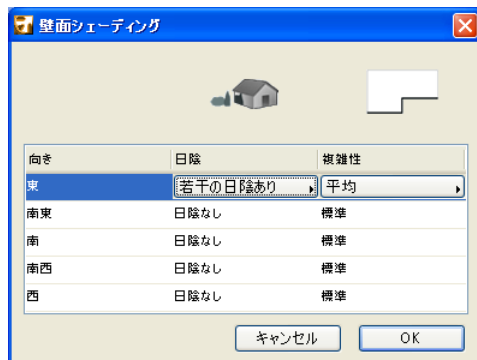 壁面シェーディング
向き 日陰 複雑性
東 若干の日陰あり 平均
南東 日陰なし 標準
南 日陰なし 標準
南西 日陰なし 標準
西 日陰なし 標準
キャンセル OK